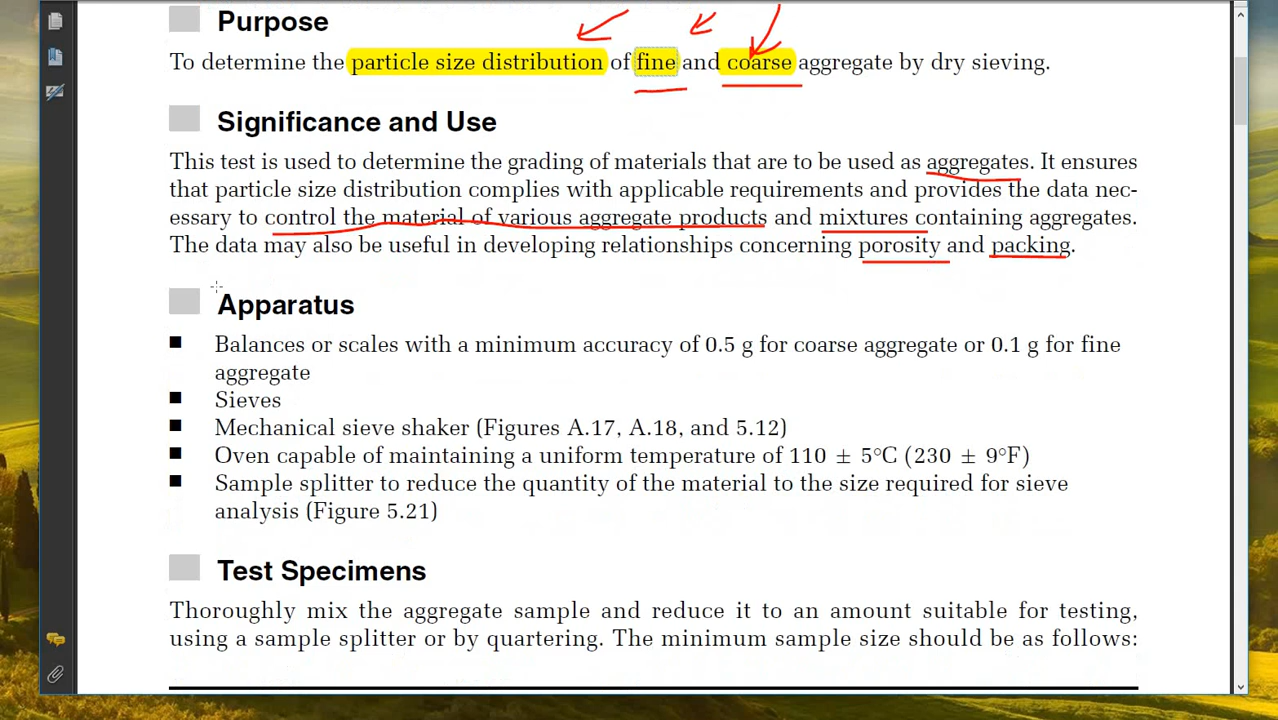 Purpose
To determine the particle size distribution of fine and coarse aggregate by dry sieving.
Significance and Use
This test is used to determine the grading of materials that are to be used as aggregates. It ensures
that particle size distribution complies with applicable requirements and provides the data nec-
essary to control the material of various aggregate products and mixtures containing aggregates.
The data may also be useful in developing relationships concerning porosity and packing.
Apparatus
■ Balances or scales with a minimum accuracy of 0.5 g for coarse aggregate or 0.1 g for fine
aggregate
■ Sieves
■ Mechanical sieve shaker (Figures A.17, A.18, and 5.12)
■ Oven capable of maintaining a uniform temperature of 110 ± 5°C (230 ± 9°F)
■ Sample splitter to reduce the quantity of the material to the size required for sieve
analysis (Figure 5.21)
Test Specimens
Thoroughly mix the aggregate sample and reduce it to an amount suitable for testing,
using a sample splitter or by quartering. The minimum sample size should be as follows: